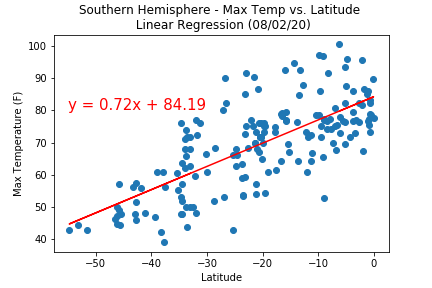 Southern Hemisphere - Max Temp vs. Latitude
Linear Regression (08/02/20)
100
90
80
70
60
50
40
Max Temperature (F)
y = 0.72x + 84.19
−50
−40
−30
−20
−10
0
Latitude